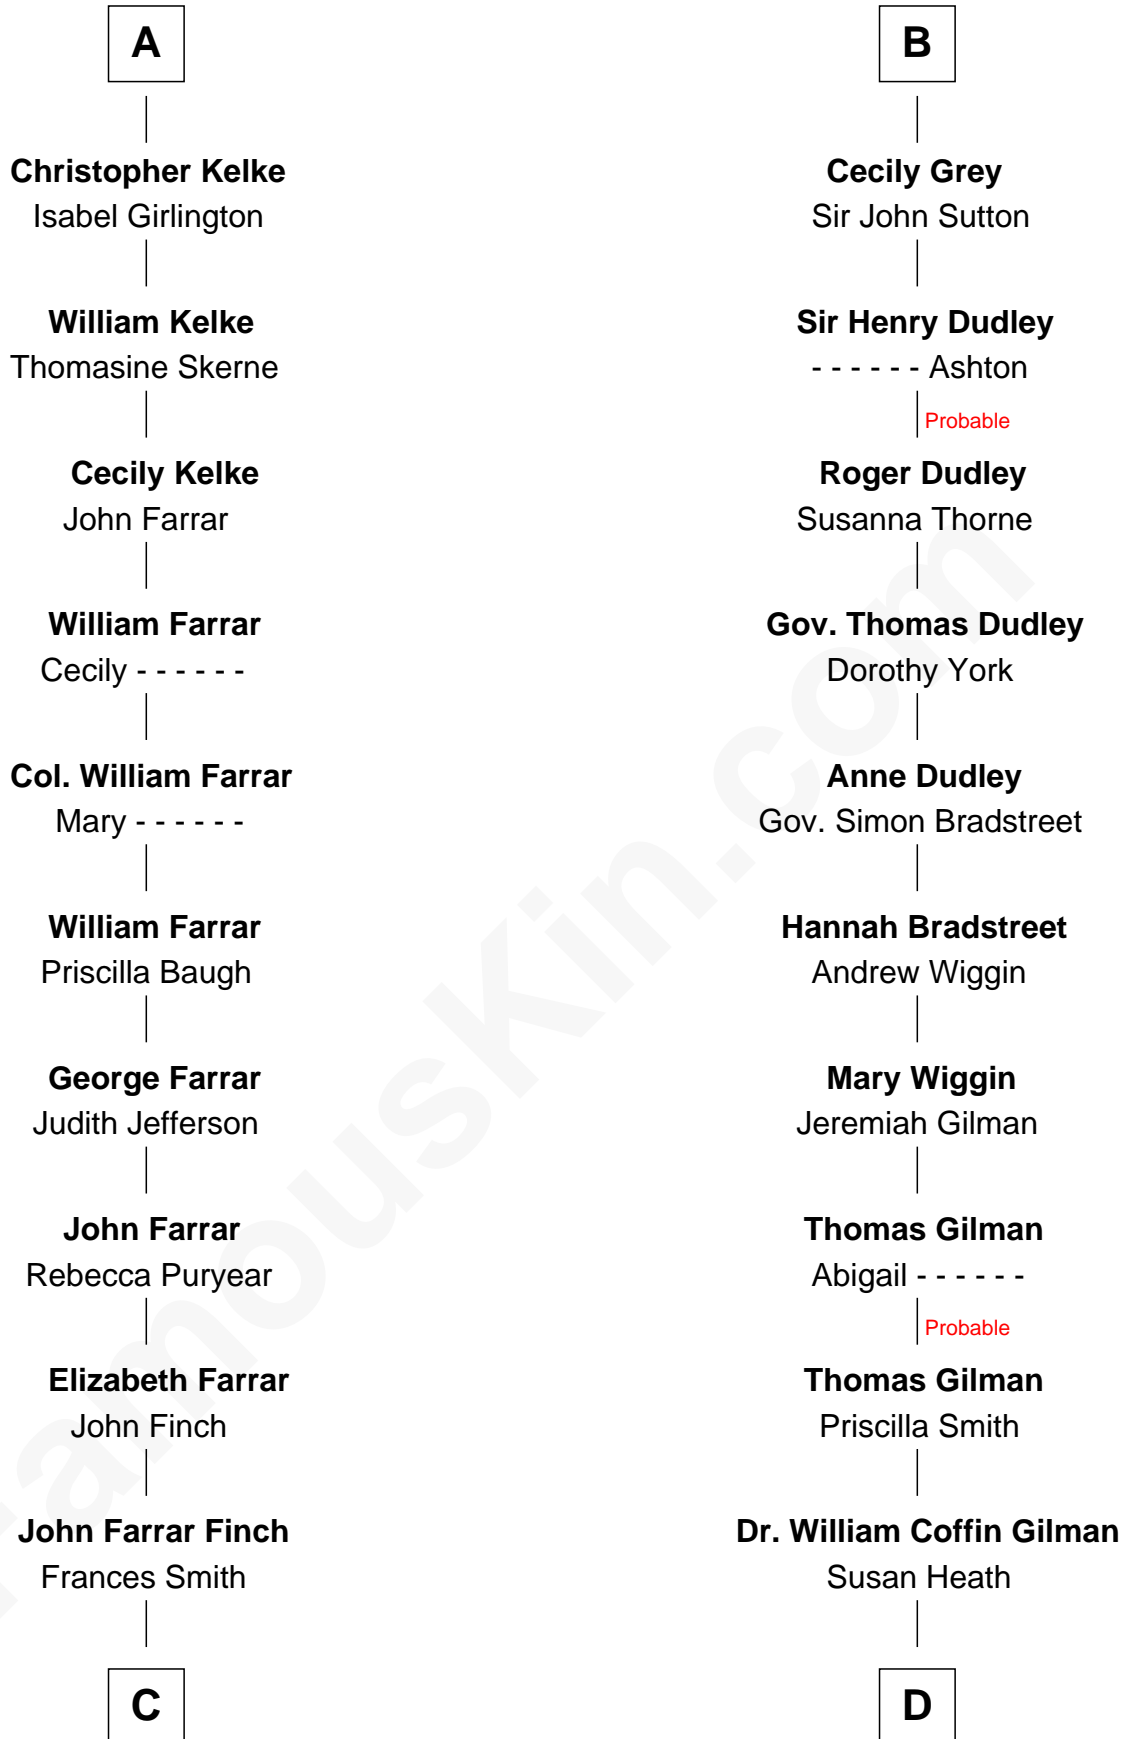 A
Christopher Kelke
Isabel Girlington
William Kelke
Thomasine Skerne
Cecily Kelke
John Farrar
William Farrar
Cecily - - - - - -
Col. William Farrar
Mary - - - - - -
William Farrar
Priscilla Baugh
George Farrar
Judith Jefferson
John Farrar
Rebecca Puryear
Elizabeth Farrar
John Finch
John Farrar Finch
Frances Smith
C
B
Cecily Grey
Sir John Sutton
Sir Henry Dudley
- - - - - - Ashton
Probable
Roger Dudley
Susanna Thorne
Gov. Thomas Dudley
Dorothy York
Anne Dudley
Gov. Simon Bradstreet
Hannah Bradstreet
Andrew Wiggin
Mary Wiggin
Jeremiah Gilman
Thomas Gilman
Abigail - - - - - -
Probable
Thomas Gilman
Priscilla Smith
Dr. William Coffin Gilman
Susan Heath
D
FamousKin.com